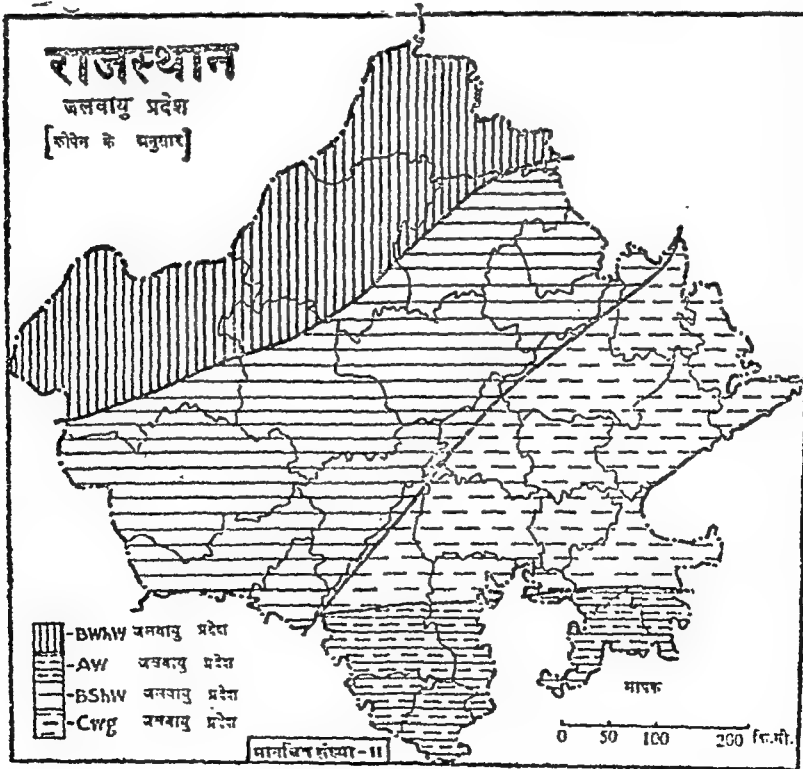 राजस्थान
जलवायु प्रदेश
[कोपेन के अनुसार]
-BWhW जलवायु प्रदेश
-AW जलवायु प्रदेश
-BShW जलवायु प्रदेश
-Cwg जलवायु प्रदेश
मापक
0 50 100 200 कि.मी.
मानचित्र संख्या-11